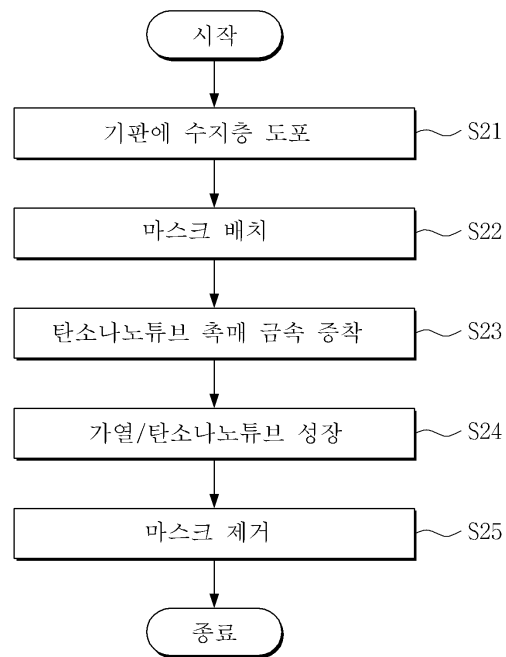 시작
기판에 수지층 도포
S21
마스크 배치
S22
탄소나노튜브 촉매 금속 증착
S23
가열/탄소나노튜브 성장
S24
마스크 제거
S25
종료